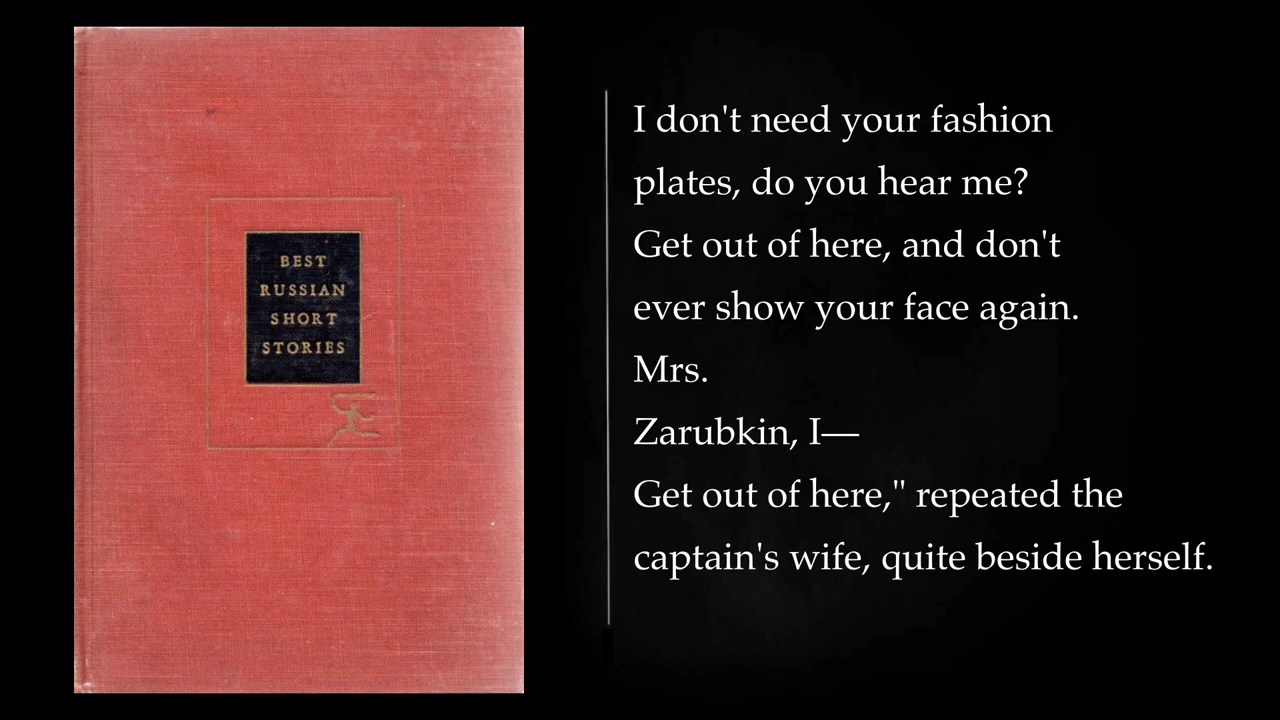 BEST
RUSSIAN
SHORT
STORIES
I don't need your fashion
plates, do you hear me?
Get out of here, and don't
ever show your face again.
Mrs.
Zarubkin, I—
Get out of here," repeated the
captain's wife, quite beside herself.